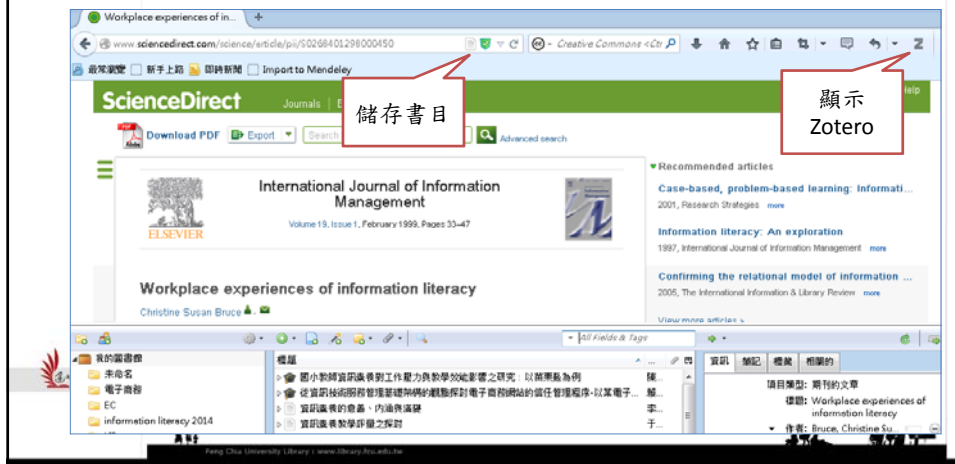 Workplace experiences of in...
www.sciencedirect.com/science/article/pii/S0268401298000450
- Creative Commons <Ctr
最常瀏覽 新手上路 即時新聞 Import to Mendeley
ScienceDirect Journals
Help
儲存書目
顯示
Zotero
Download PDF Export Search Advanced search
ELSEVIER
International Journal of Information
Management
Volume 19, Issue 1, February 1999, Pages 33–47
Workplace experiences of information literacy
Christine Susan Bruce
Recommended articles
Case-based, problem-based learning: Informati...
2001, Research Strategies more
Information literacy: An exploration
1997, International Journal of Information Management more
Confirming the relational model of information ...
2005, The International Information & Library Review more
View more articles
All Fields & Tags
我的圖書館
未命名
電子商務
EC
information literacy 2014
標題
國小教師資訊素養對工作壓力與教學效能影響之研究：以苗栗縣為例 陳...
從資訊技術服務管理基礎架構的觀點探討電子商務網站的信任管理程序-以某電子... 賴...
資訊素養的意義、內涵與演變 李...
資訊素養教學評量之探討 于...
資訊 筆記 標籤 相關的
項目類型: 期刊的文章
標題: Workplace experiences of
information literacy
作者: Bruce, Christine Su...
Feng Chia University Library : www.library.fcu.edu.tw